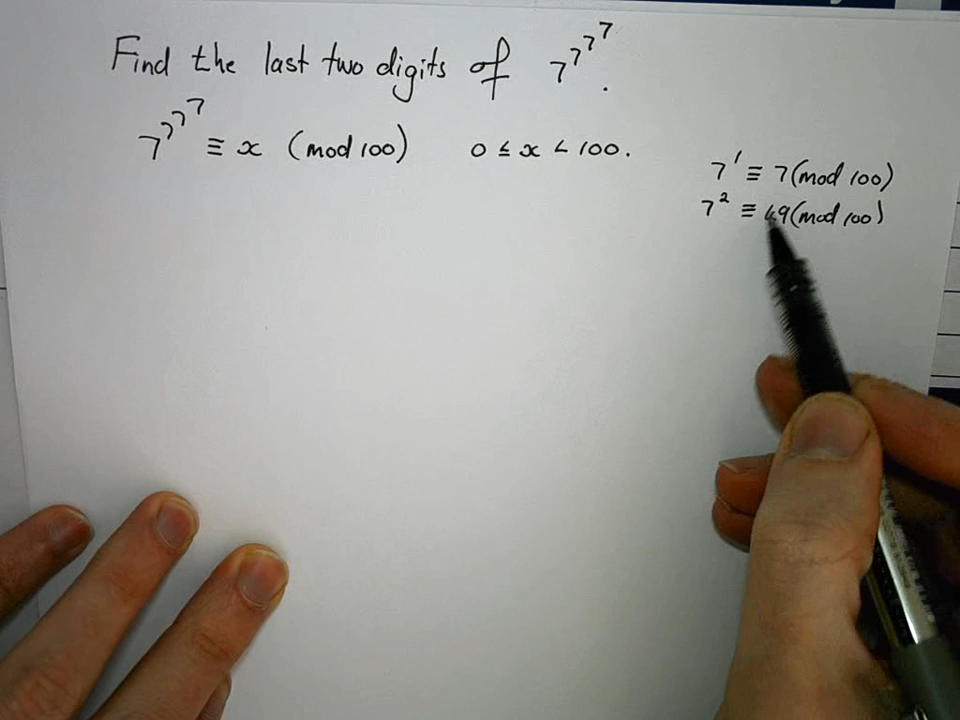 Find the last two digits of 7^7^7^7.
7^7^7^7 ≡ x (mod 100) 0 ≤ x < 100.
7^1 ≡ 7(mod 100)
7^2 ≡ 49(mod 100)